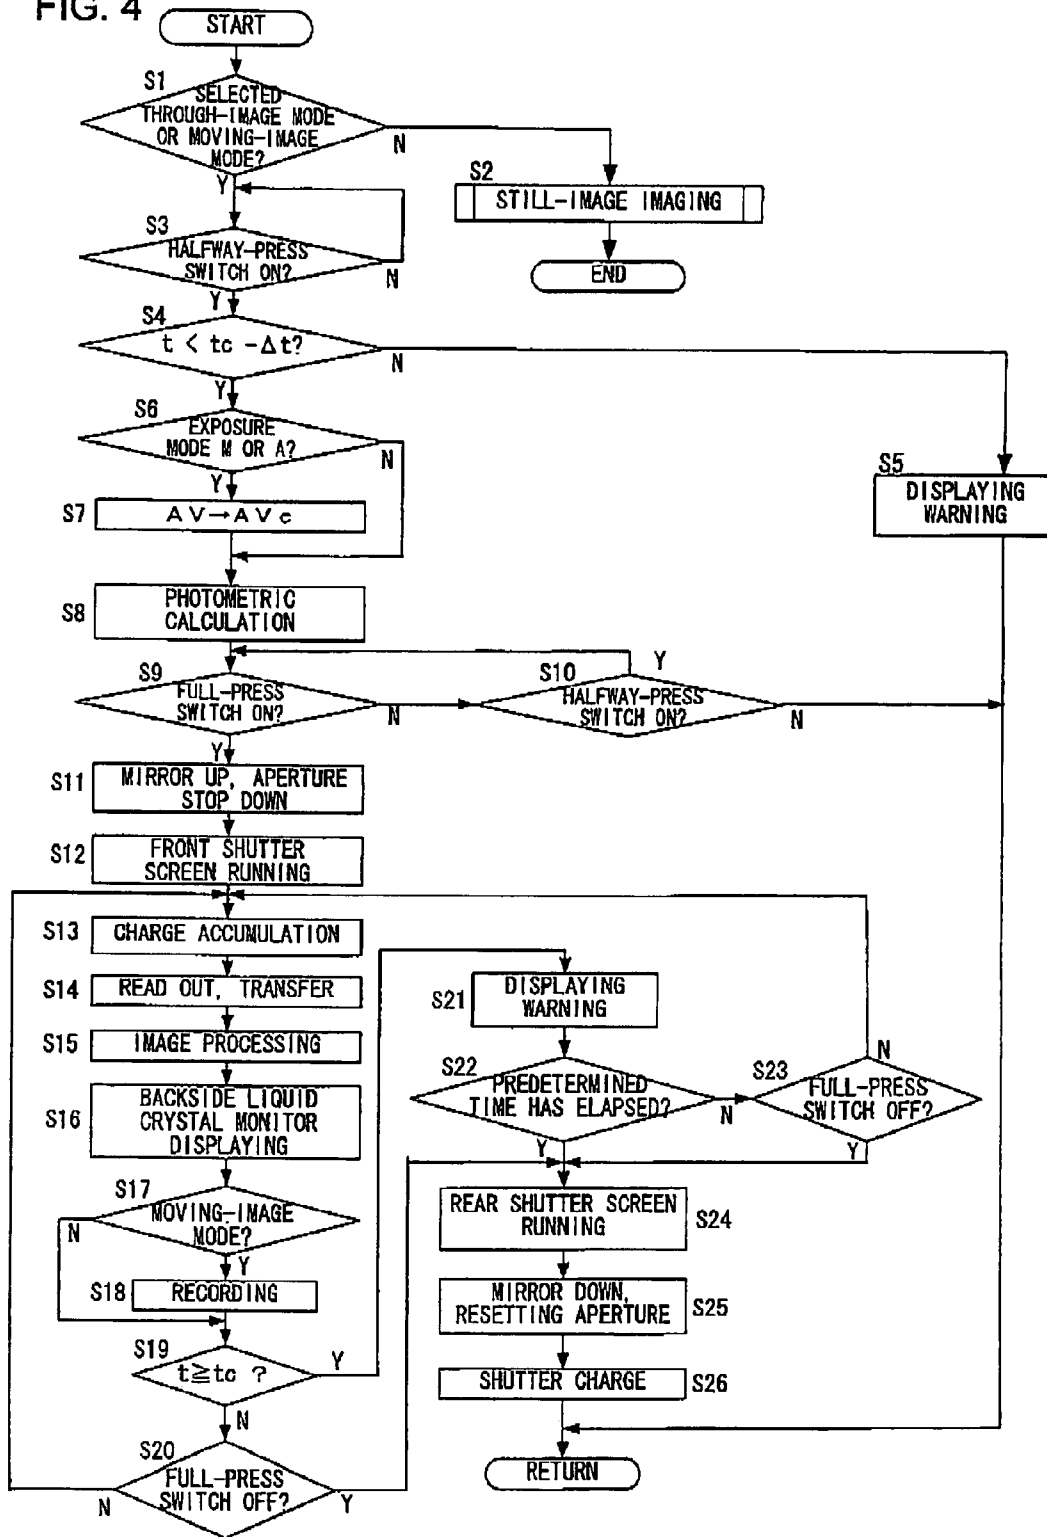 FIG. 4
START
S1
SELECTED
THROUGH-IMAGE MODE
OR MOVING-IMAGE
MODE?
N
Y
S2
STILL-IMAGE IMAGING
END
S3
HALFWAY-PRESS
SWITCH ON?
N
Y
S4
t < tc -Δt?
N
Y
S5
DISPLAYING
WARNING
S6
EXPOSURE
MODE M OR A?
N
Y
S7
AV→AVc
S8
PHOTOMETRIC
CALCULATION
S9
FULL-PRESS
SWITCH ON?
N
Y
S10
HALFWAY-PRESS
SWITCH ON?
Y
N
S11
MIRROR UP, APERTURE
STOP DOWN
S12
FRONT SHUTTER
SCREEN RUNNING
S13
CHARGE ACCUMULATION
S14
READ OUT, TRANSFER
S15
IMAGE PROCESSING
S16
BACKSIDE LIQUID
CRYSTAL MONITOR
DISPLAYING
S17
MOVING-IMAGE
MODE?
N
Y
S18
RECORDING
S19
t≧tc ?
Y
N
S20
FULL-PRESS
SWITCH OFF?
N
Y
S21
DISPLAYING
WARNING
S22
PREDETERMINED
TIME HAS ELAPSED?
N
Y
S23
FULL-PRESS
SWITCH OFF?
N
Y
REAR SHUTTER SCREEN
RUNNING
S24
MIRROR DOWN,
RESETTING APERTURE
S25
SHUTTER CHARGE
S26
RETURN